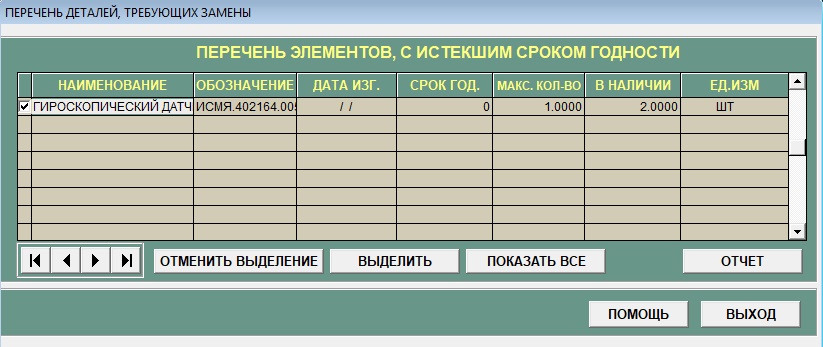 ПЕРЕЧЕНЬ ДЕТАЛЕЙ, ТРЕБУЮЩИХ ЗАМЕНЫ
ПЕРЕЧЕНЬ ЭЛЕМЕНТОВ, С ИСТЕКШИМ СРОКОМ ГОДНОСТИ
НАИМЕНОВАНИЕ ОБОЗНАЧЕНИЕ ДАТА ИЗГ. СРОК ГОД. МАКС. КОЛ-ВО В НАЛИЧИИ ЕД.ИЗМ
ГИРОСКОПИЧЕСКИЙ ДАТЧ ИСМЯ.402164.005 / / 0 1.0000 2.0000 ШТ
ОТМЕНИТЬ ВЫДЕЛЕНИЕ ВЫДЕЛИТЬ ПОКАЗАТЬ ВСЕ ОТЧЕТ
ПОМОЩЬ ВЫХОД